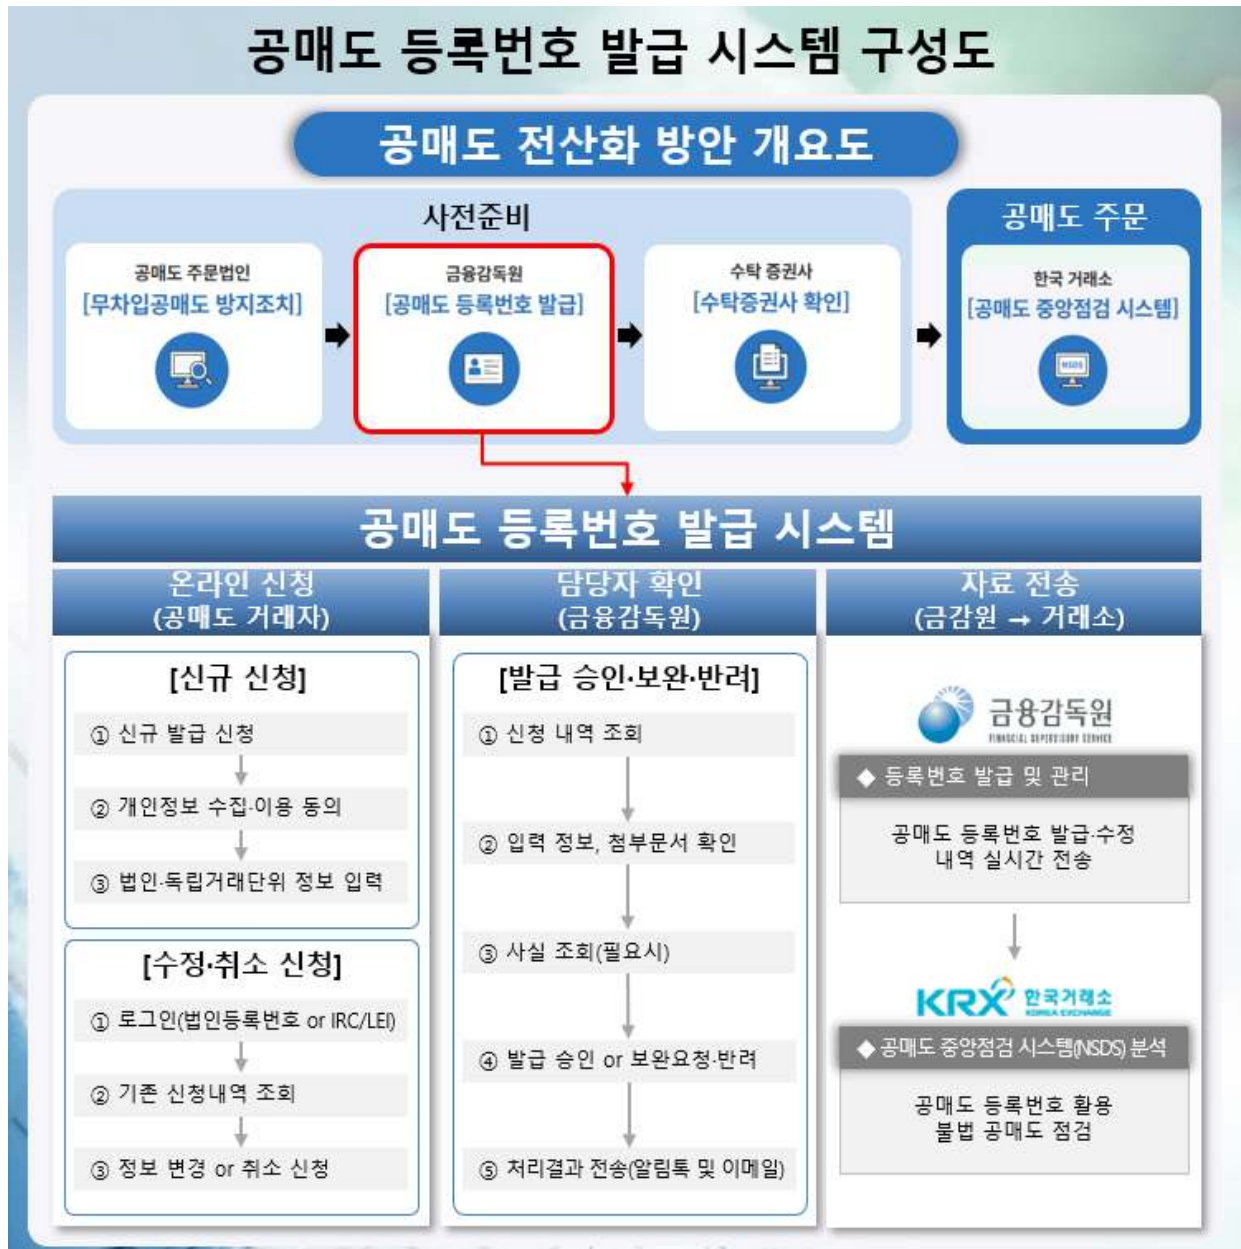 공매도 등록번호 발급 시스템 구성도
공매도 전산화 방안 개요도
사전준비
공매도 주문법인
[무차입공매도 방지조치]
금융감독원
[공매도 등록번호 발급]
수탁 증권사
[수탁증권사 확인]
공매도 주문
한국 거래소
[공매도 중앙점검 시스템]
NSDS
공매도 등록번호 발급 시스템
온라인 신청
(공매도 거래자)
[신규 신청]
① 신규 발급 신청
② 개인정보 수집·이용 동의
③ 법인·독립거래단위 정보 입력
[수정·취소 신청]
① 로그인(법인등록번호 or IRC/LEI)
② 기존 신청내역 조회
③ 정보 변경 or 취소 신청
담당자 확인
(금융감독원)
[발급 승인·보완·반려]
① 신청 내역 조회
② 입력 정보, 첨부문서 확인
③ 사실 조회(필요시)
④ 발급 승인 or 보완요청·반려
⑤ 처리결과 전송(알림톡 및 이메일)
자료 전송
(금감원 → 거래소)
금융감독원
FINANCIAL SUPERVISORY SERVICE
◆ 등록번호 발급 및 관리
공매도 등록번호 발급·수정
내역 실시간 전송
KRX 한국거래소
KOREA EXCHANGE
◆ 공매도 중앙점검 시스템(NSDS) 분석
공매도 등록번호 활용
불법 공매도 점검